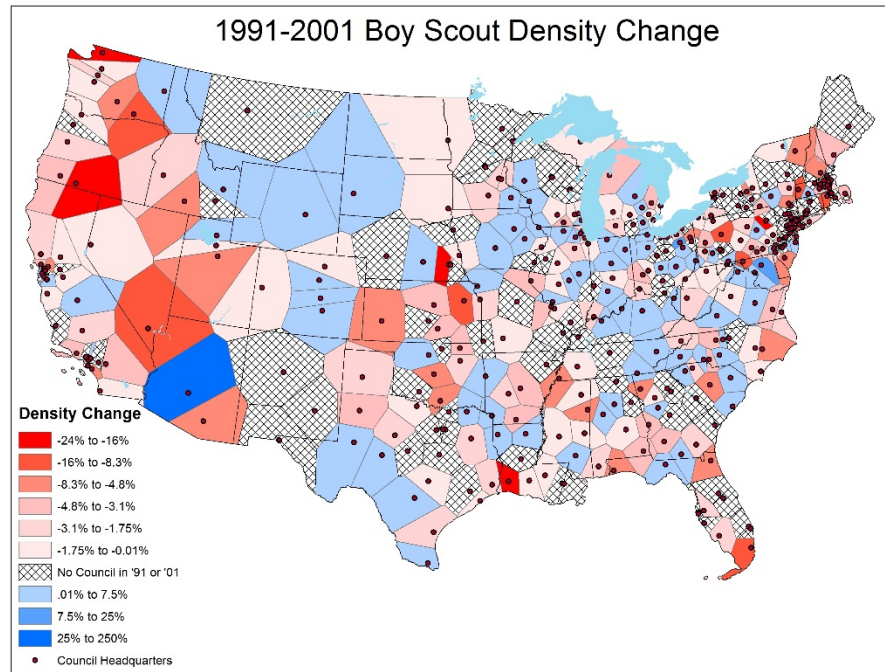 1991-2001 Boy Scout Density Change
Density Change
-24% to -16%
-16% to -8.3%
-8.3% to -4.8%
-4.8% to -3.1%
-3.1% to -1.75%
-1.75% to -0.01%
No Council in '91 or '01
.01% to 7.5%
7.5% to 25%
25% to 250%
Council Headquarters